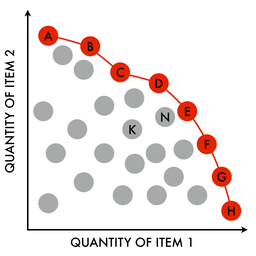 QUANTITY OF ITEM 2
A
B
C
D
E
N
K
F
G
H
QUANTITY OF ITEM 1